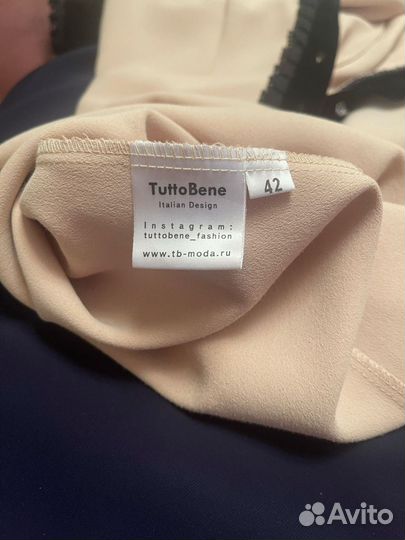 TuttoBene
Italian Design
Instagram:
tuttobene_fashion
www.tb-moda.ru
42
Avito